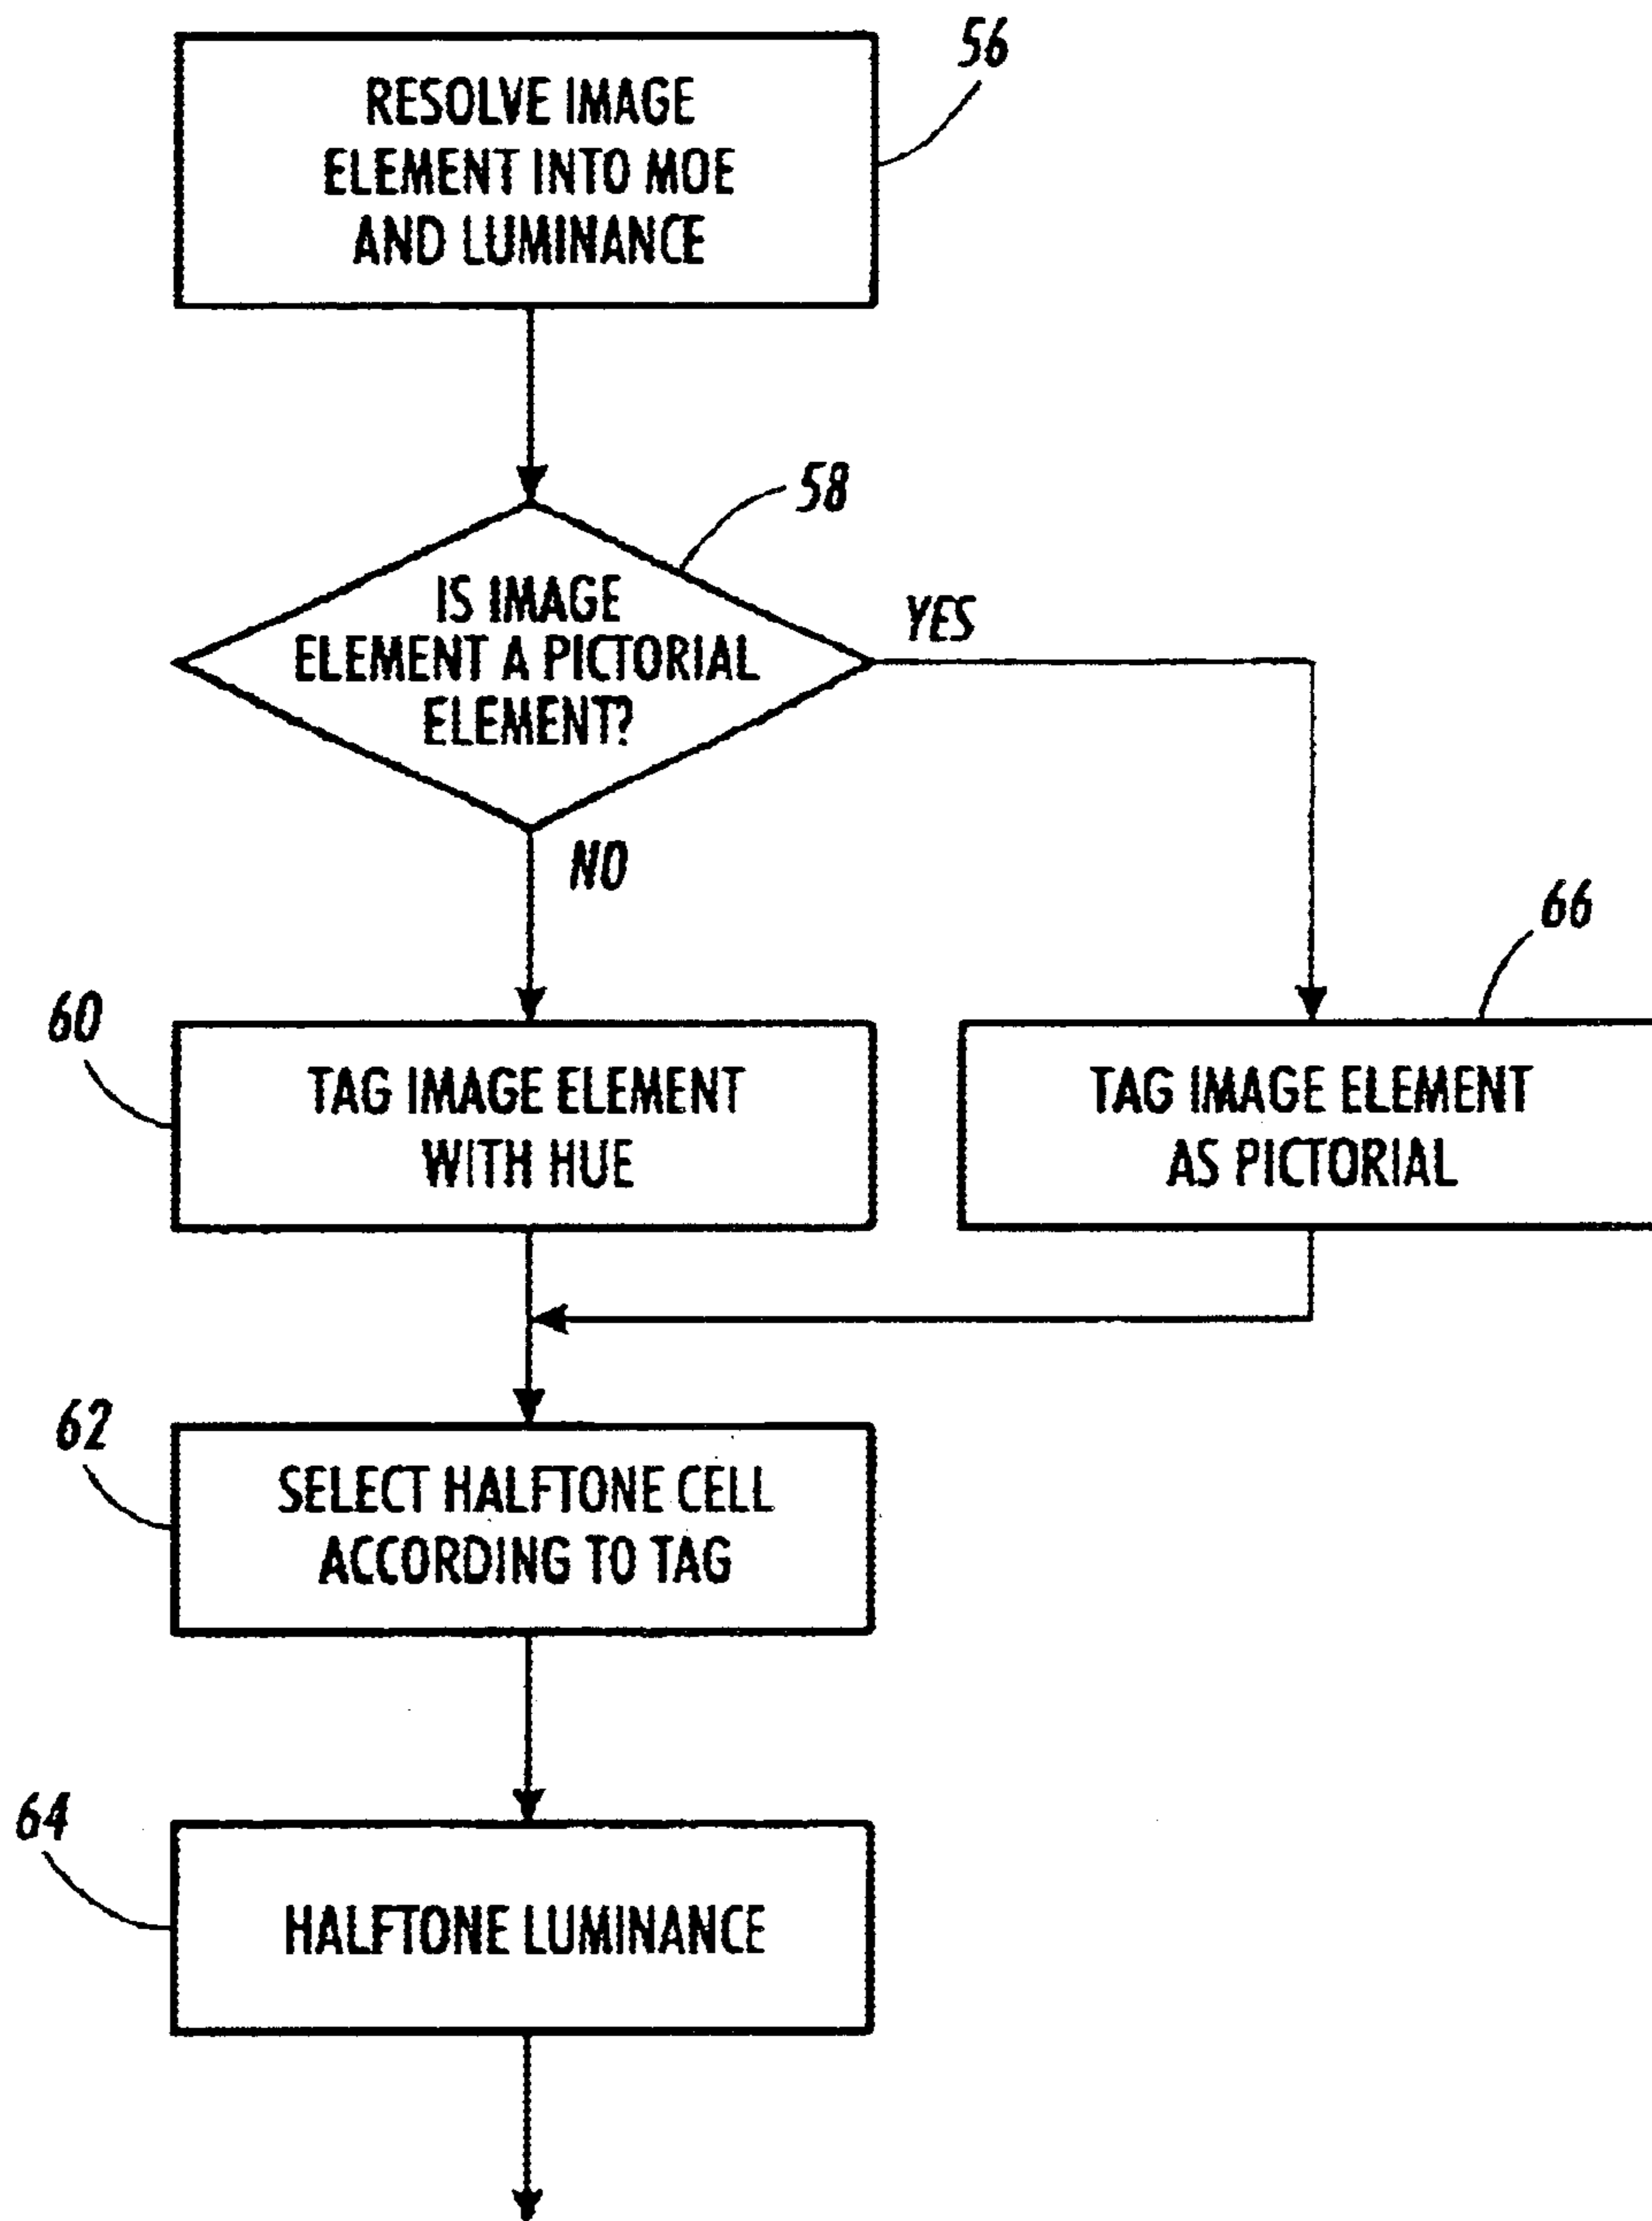 56
RESOLVE IMAGE
ELEMENT INTO MOE
AND LUMINANCE
58
IS IMAGE
ELEMENT A PICTORIAL
ELEMENT?
YES
NO
66
60
TAG IMAGE ELEMENT
WITH HUE
TAG IMAGE ELEMENT
AS PICTORIAL
62
SELECT HALFTONE CELL
ACCORDING TO TAG
64
HALFTONE LUMINANCE